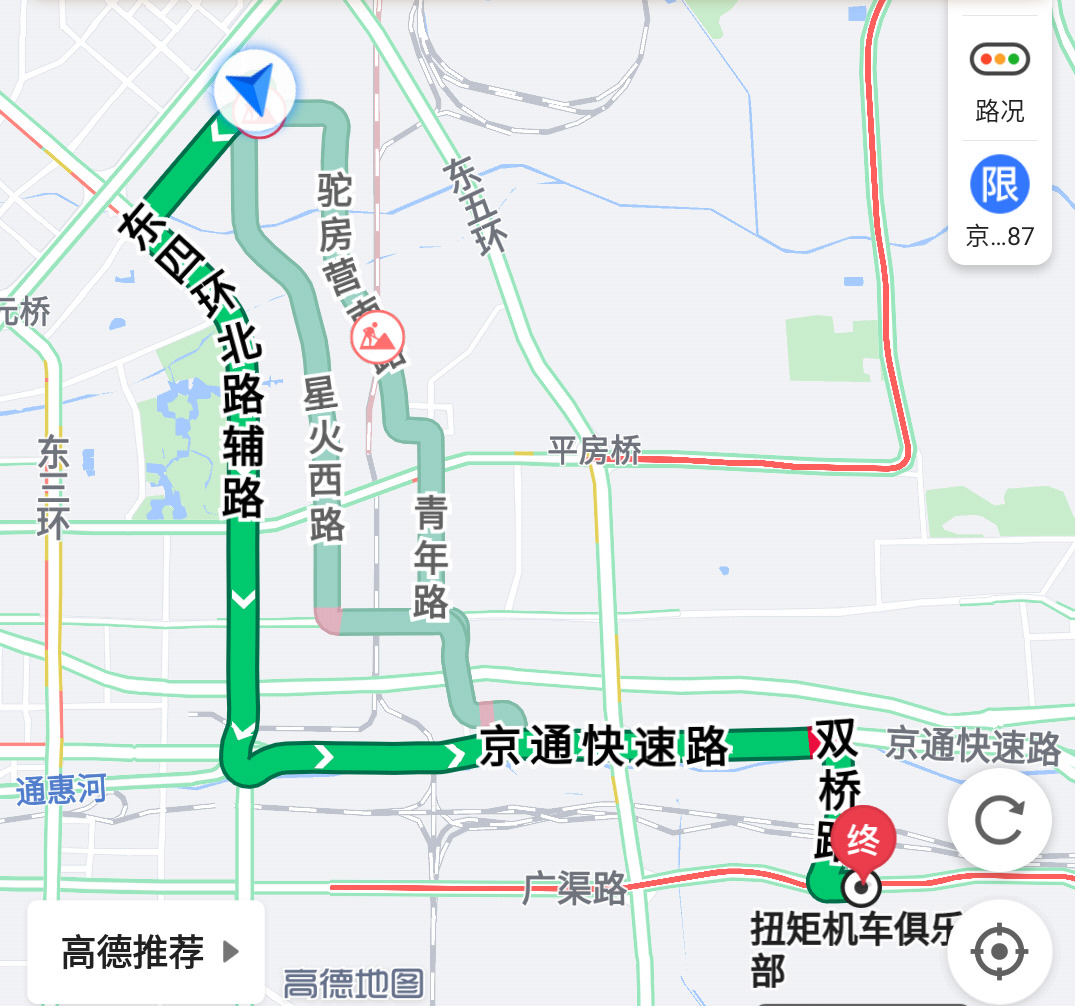 路况
限
京...87
东五环
驼房营南路
东四环北路辅路
元桥
星火西路
东三环
平房桥
青年路
京通快速路
双桥路
京通快速路
通惠河
终
广渠路
扭矩机车俱乐
部
高德推荐
高德地图